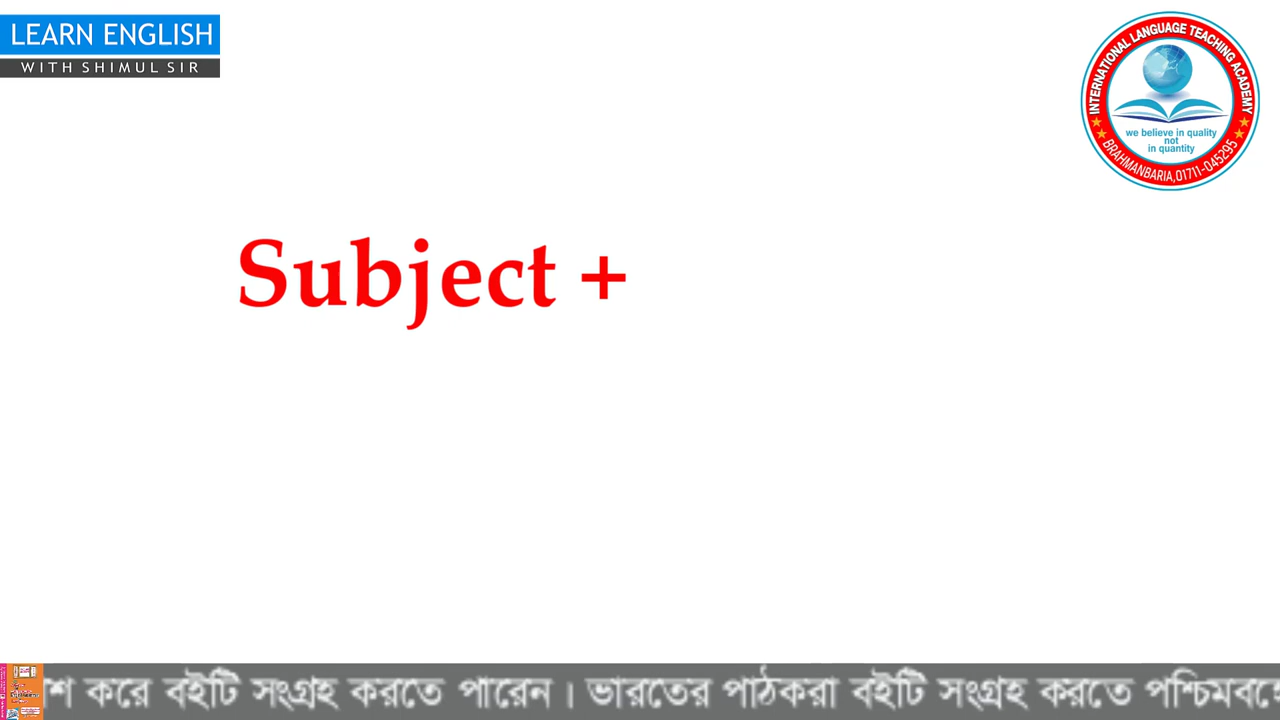 LEARN ENGLISH
WITH SHIMUL SIR
INTERNATIONAL LANGUAGE TEACHING ACADEMY
we believe in quality
not
in quantity
BRAHMANBARIA,01711-045295
Subject +
করে বইটি সংগ্রহ করতে পারেন । ভারতের পাঠকরা বইটি সংগ্রহ করতে